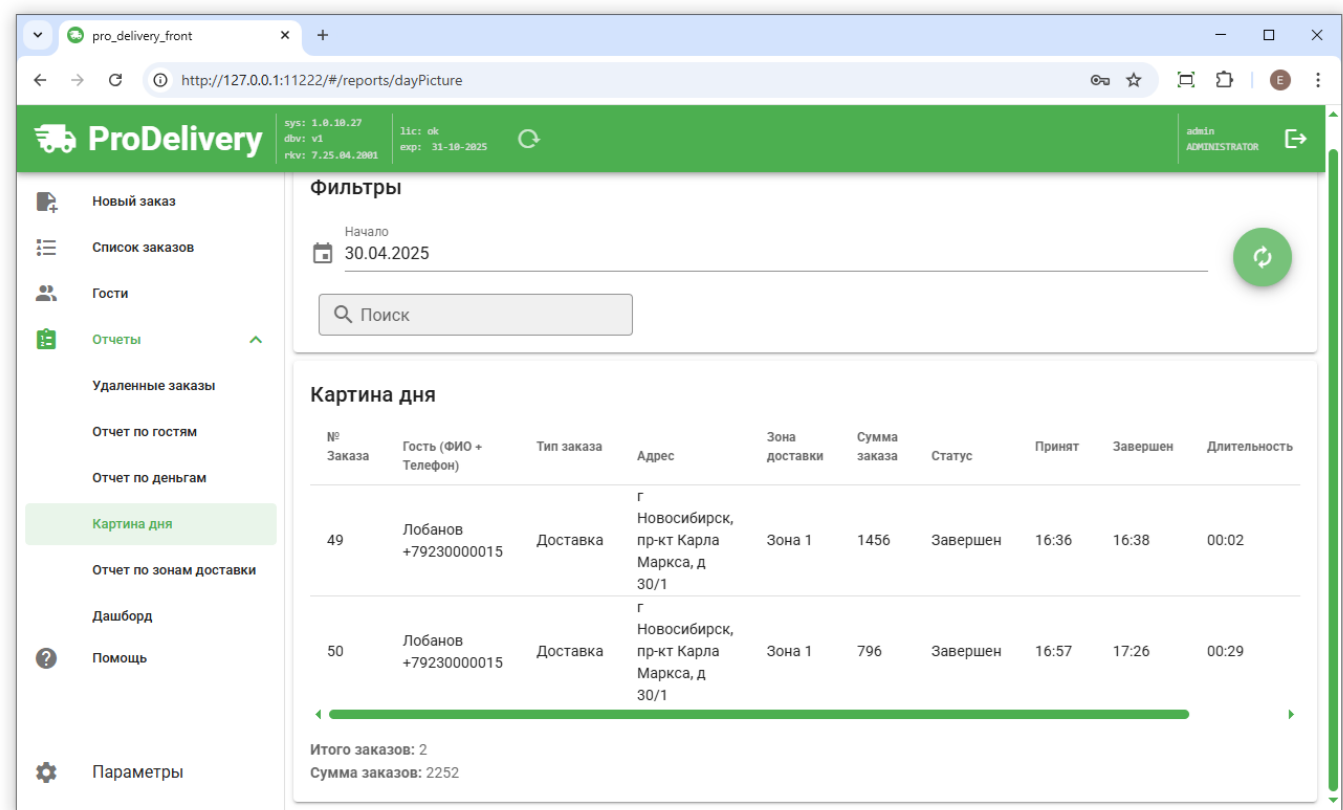 pro_delivery_front
http://127.0.0.1:11222/#/reports/dayPicture
E
ProDelivery
sys: 1.0.10.27
dbv: v1
rkv: 7.25.04.2001
lic: ok
exp: 31-10-2025
admin
ADMINISTRATOR
Новый заказ
Список заказов
Гости
Отчеты
Удаленные заказы
Отчет по гостям
Отчет по деньгам
Картина дня
Отчет по зонам доставки
Дашборд
Помощь
Параметры
Фильтры
Начало
30.04.2025
Поиск
Картина дня
№ Заказа Гость (ФИО + Телефон) Тип заказа Адрес Зона доставки Сумма заказа Статус Принят Завершен Длительность
49 Лобанов +79230000015 Доставка г Новосибирск, пр-кт Карла Маркса, д 30/1 Зона 1 1456 Завершен 16:36 16:38 00:02
50 Лобанов +79230000015 Доставка г Новосибирск, пр-кт Карла Маркса, д 30/1 Зона 1 796 Завершен 16:57 17:26 00:29
Итого заказов: 2
Сумма заказов: 2252